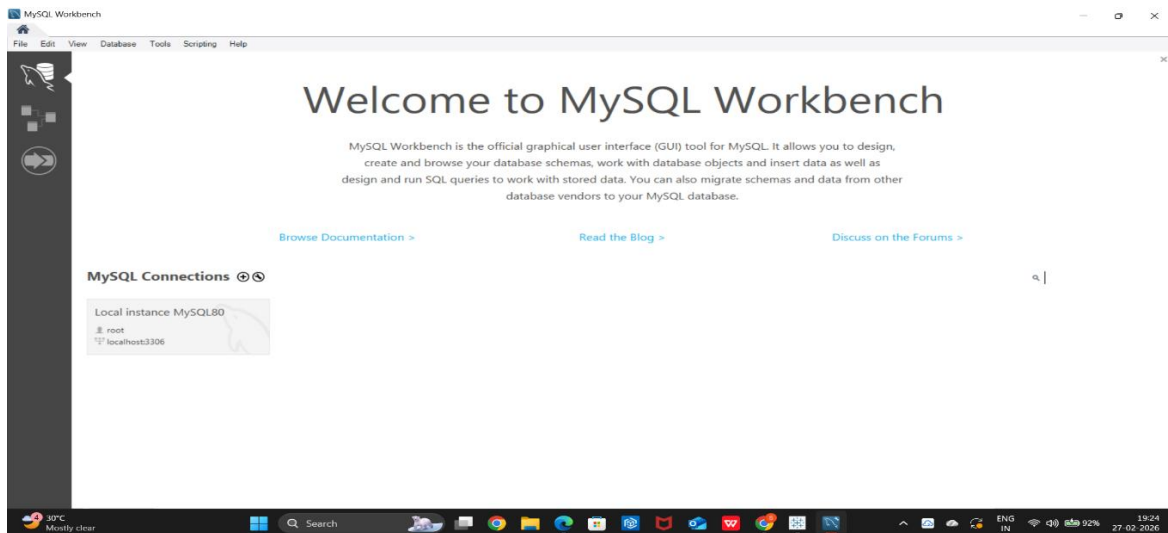 MySQL Workbench
File Edit View Database Tools Scripting Help
Welcome to MySQL Workbench
MySQL Workbench is the official graphical user interface (GUI) tool for MySQL. It allows you to design,
create and browse your database schemas, work with database objects and insert data as well as
design and run SQL queries to work with stored data. You can also migrate schemas and data from other
database vendors to your MySQL database.
Browse Documentation > Read the Blog > Discuss on the Forums >
MySQL Connections
Local instance MySQL80
root
localhost:3306
4
30°C
Mostly clear
Search
W
ENG
IN
92%
19:24
27-02-2026